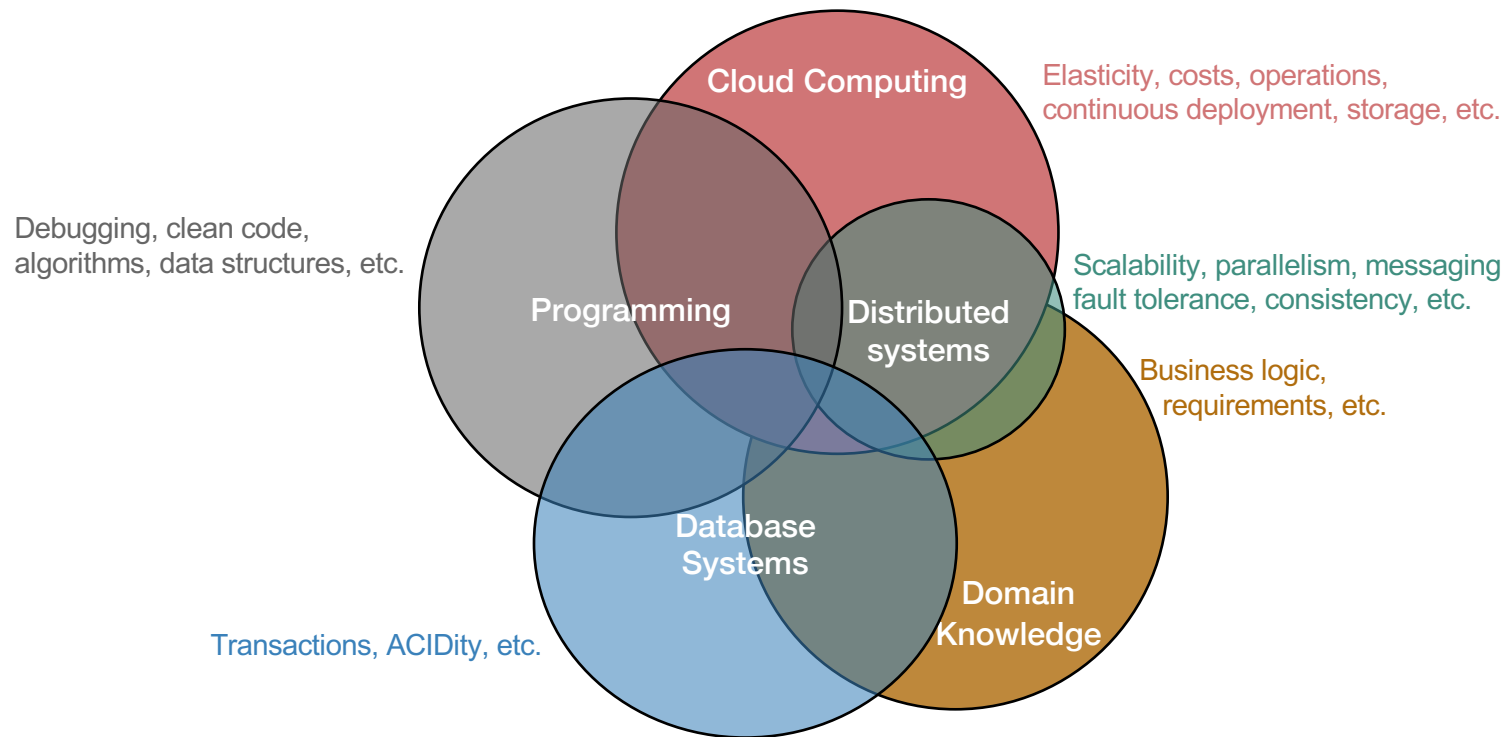 Cloud Computing
Elasticity, costs, operations,
continuous deployment, storage, etc.
Debugging, clean code,
algorithms, data structures, etc.
Programming
Distributed
systems
Scalability, parallelism, messaging
fault tolerance, consistency, etc.
Business logic,
requirements, etc.
Database
Systems
Domain
Knowledge
Transactions, ACIDity, etc.